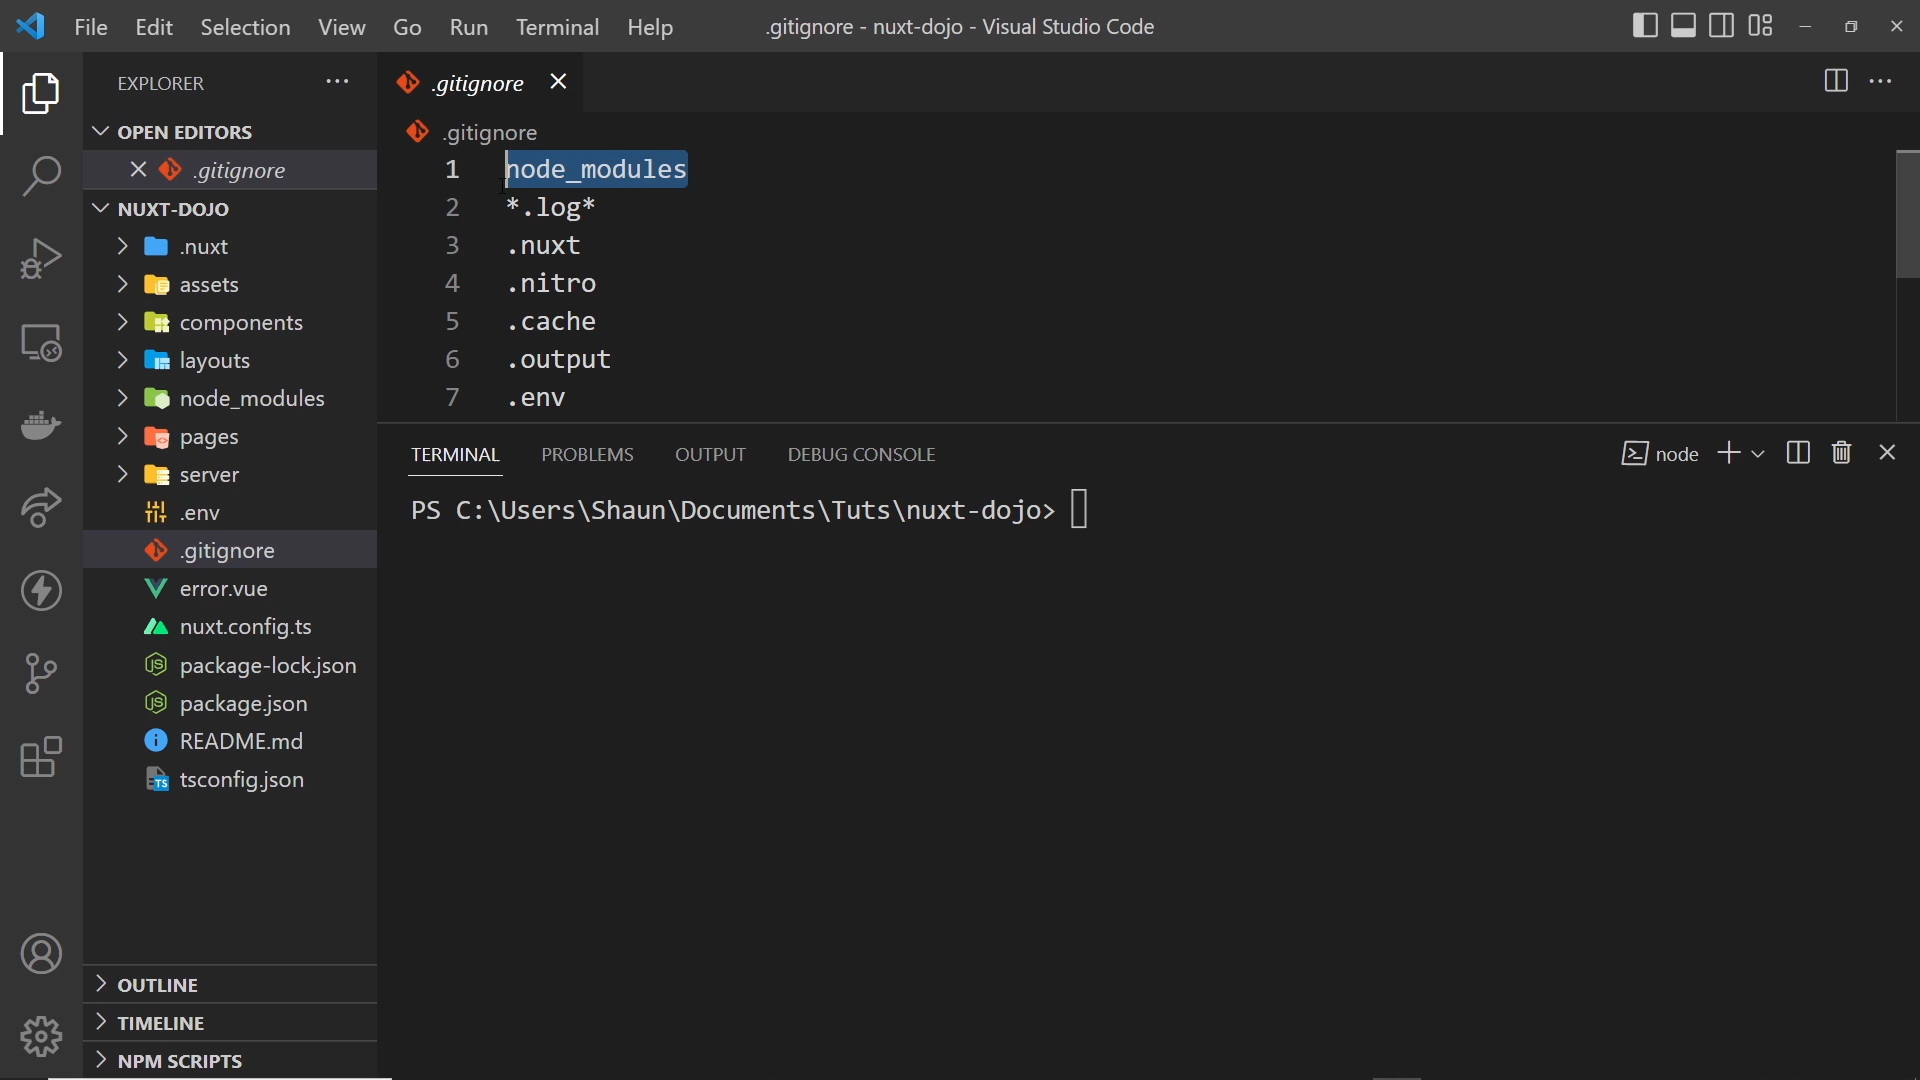 File Edit Selection View Go Run Terminal Help
.gitignore - nuxt-dojo - Visual Studio Code
EXPLORER
OPEN EDITORS
.gitignore
NUXT-DOJO
.nuxt
assets
components
layouts
node_modules
pages
server
.env
.gitignore
error.vue
nuxt.config.ts
package-lock.json
package.json
README.md
tsconfig.json
OUTLINE
TIMELINE
NPM SCRIPTS
.gitignore
.gitignore
1 node_modules
2 *.log*
3 .nuxt
4 .nitro
5 .cache
6 .output
7 .env
TERMINAL PROBLEMS OUTPUT DEBUG CONSOLE
node
PS C:\Users\Shaun\Documents\Tuts\nuxt-dojo>